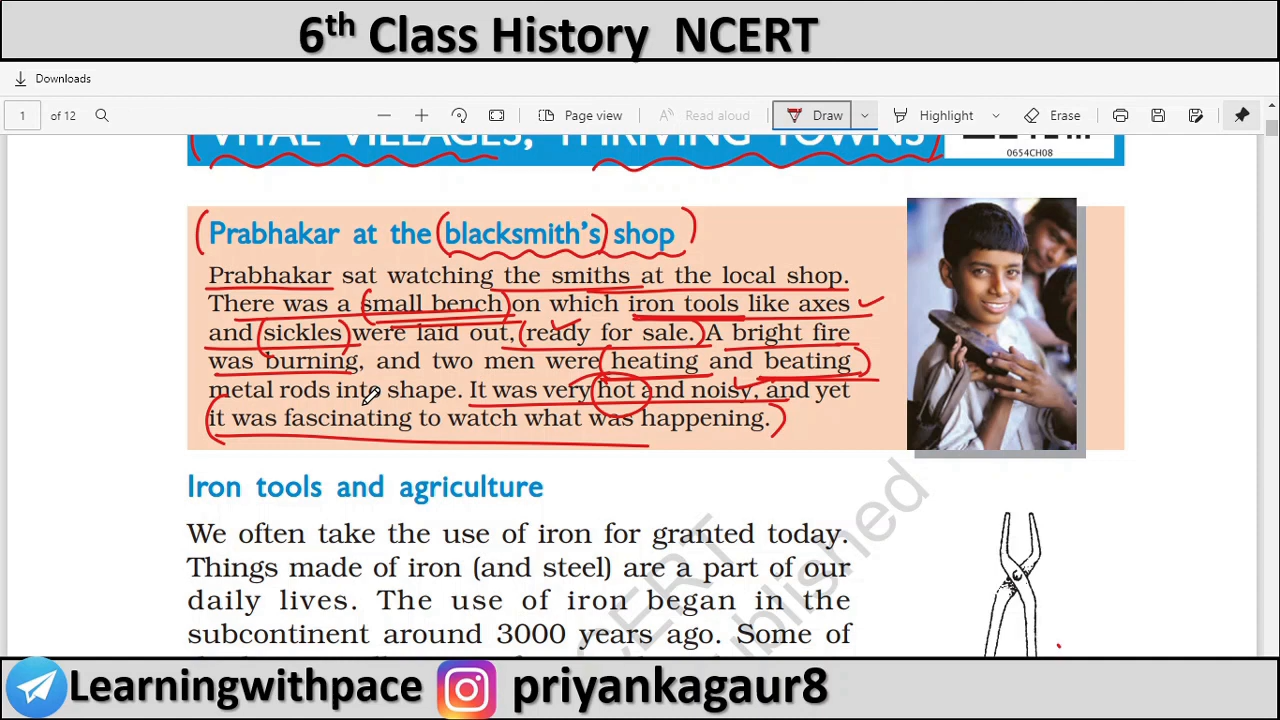 6th Class History NCERT
Downloads
1 of 12 Page view Read aloud Draw Highlight Erase
VITAL VILLAGES, THRIVING TOWNS
0654CH08
Prabhakar at the blacksmith's shop
Prabhakar sat watching the smiths at the local shop.
There was a small bench on which iron tools like axes
and sickles were laid out, ready for sale. A bright fire
was burning, and two men were heating and beating
metal rods into shape. It was very hot and noisy, and yet
it was fascinating to watch what was happening.
Iron tools and agriculture
We often take the use of iron for granted today.
Things made of iron (and steel) are a part of our
daily lives. The use of iron began in the
subcontinent around 3000 years ago. Some of
Learningwithpace priyankagaur8